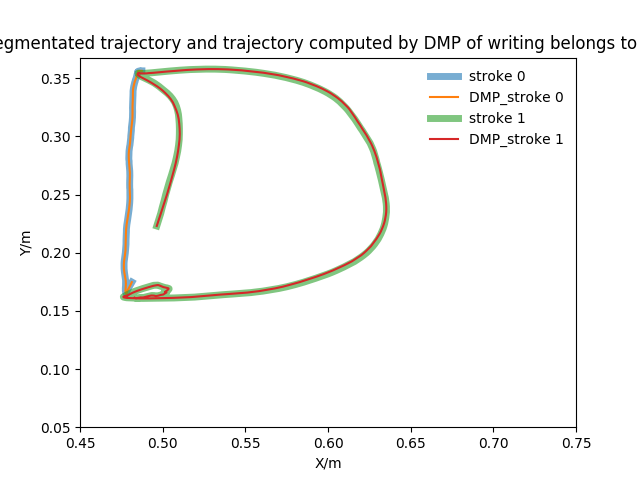 egmentated trajectory and trajectory computed by DMP of writing belongs to
stroke 0
DMP_stroke 0
stroke 1
DMP_stroke 1
0.35
0.30
0.25
0.20
0.15
0.10
0.05
Y/m
0.45 0.50 0.55 0.60 0.65 0.70 0.75
X/m